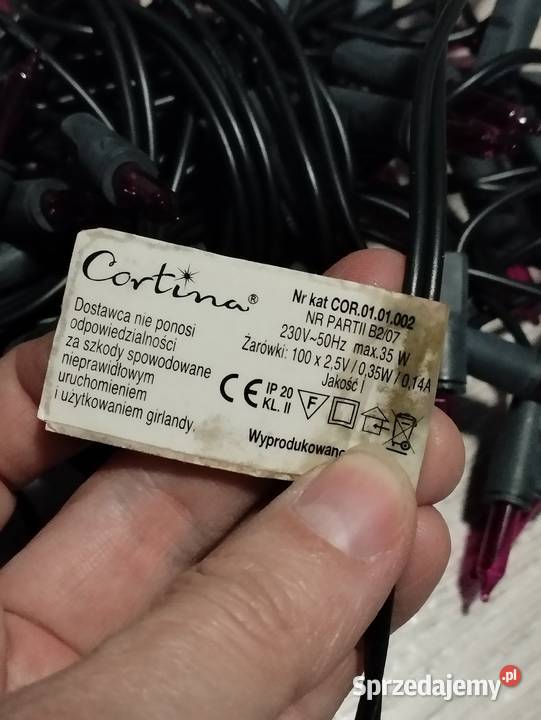 Cortina®
Dostawca nie ponosi
odpowiedzialności
za szkody spowodowane
nieprawidłowym
uruchomieniem
i użytkowaniem girlandy.
Nr kat COR.01.01.002
NR PARTII B2/07
230V~50Hz max.35 W
Żarówki: 100 x 2,5V / 0,35W / 0,14A
Jakość I
CE IP 20
KL. II
F
Wyprodukowano
Sprzedajemy.pl